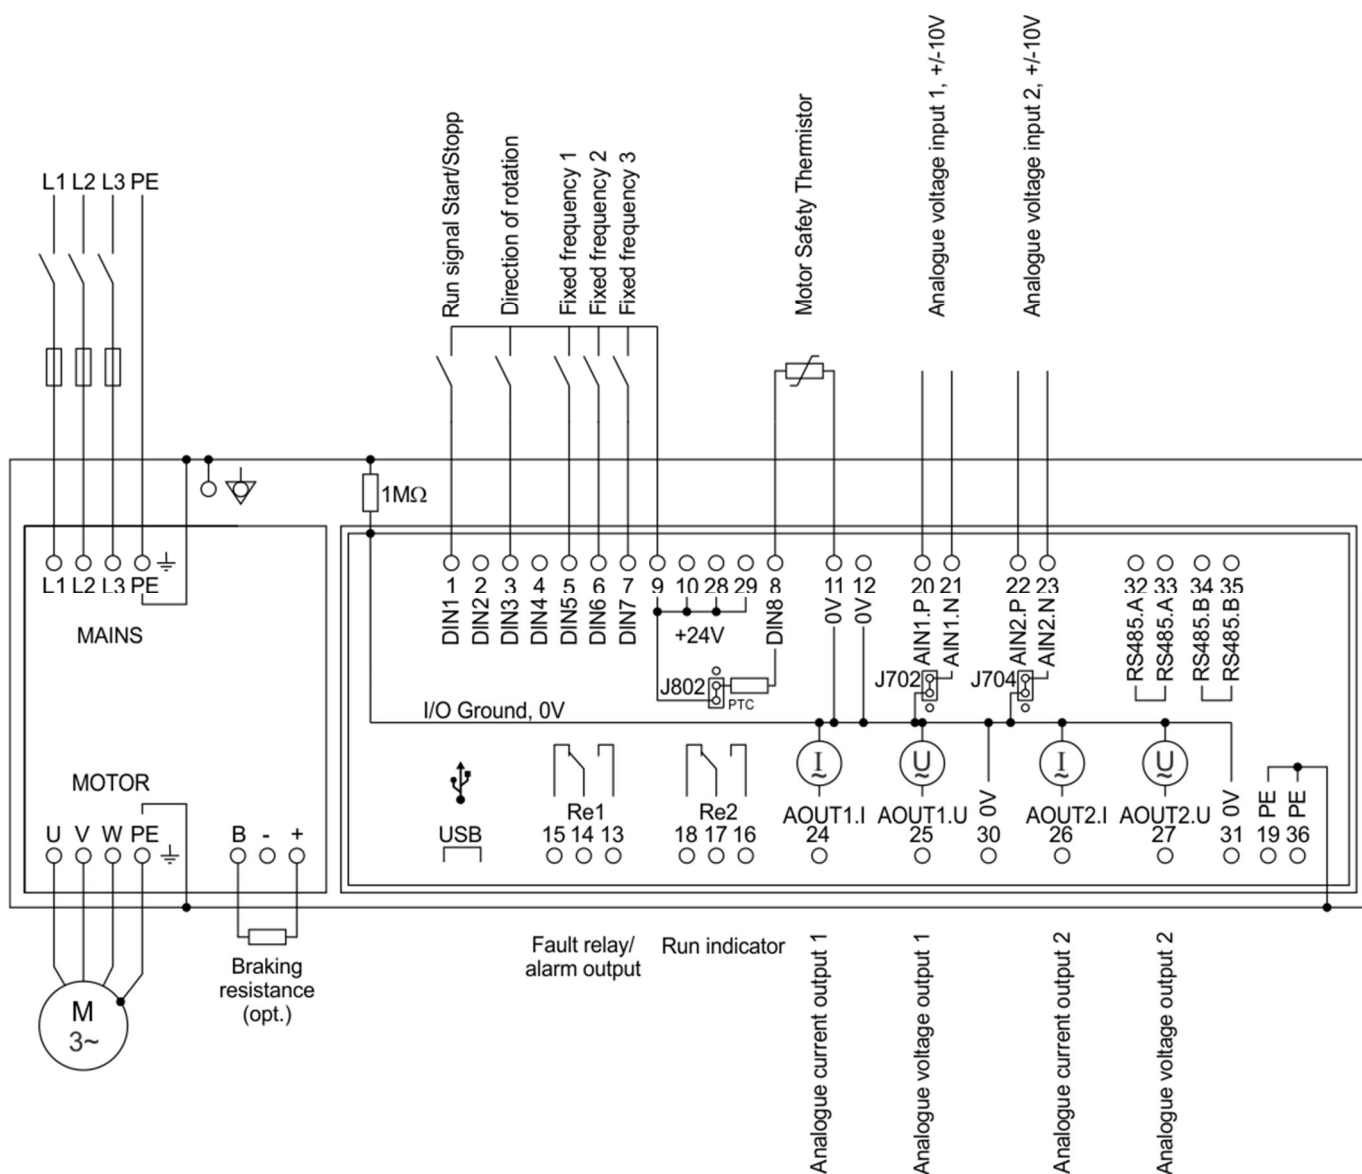 Run signal Start/Stopp
Direction of rotation
Fixed frequency 1
Fixed frequency 2
Fixed frequency 3
Motor Safety Thermistor
Analogue voltage input 1, +/-10V
Analogue voltage input 2, +/-10V
L1 L2 L3 PE
1MΩ
L1 L2 L3 PE
MAINS
1 2 3 4 5 6 7 9 10 28 29 8 11 12 20 21 22 23 32 33 34 35
DIN1
DIN2
DIN3
DIN4
DIN5
DIN6
DIN7
+24V
DIN8
0V
0V
AIN1.P
AIN1.N
AIN2.P
AIN2.N
RS485.A
RS485.A
RS485.B
RS485.B
J802
PTC
J702
J704
I/O Ground, 0V
MOTOR
U V W PE
B - +
USB
Re1
15 14 13
Re2
18 17 16
I
~
AOUT1.I
24
U
~
AOUT1.U
25
0V
30
I
~
AOUT2.I
26
U
~
AOUT2.U
27
0V
31
PE
19
PE
36
M
3~
Braking
resistance
(opt.)
Fault relay/
alarm output
Run indicator
Analogue current output 1
Analogue voltage output 1
Analogue current output 2
Analogue voltage output 2